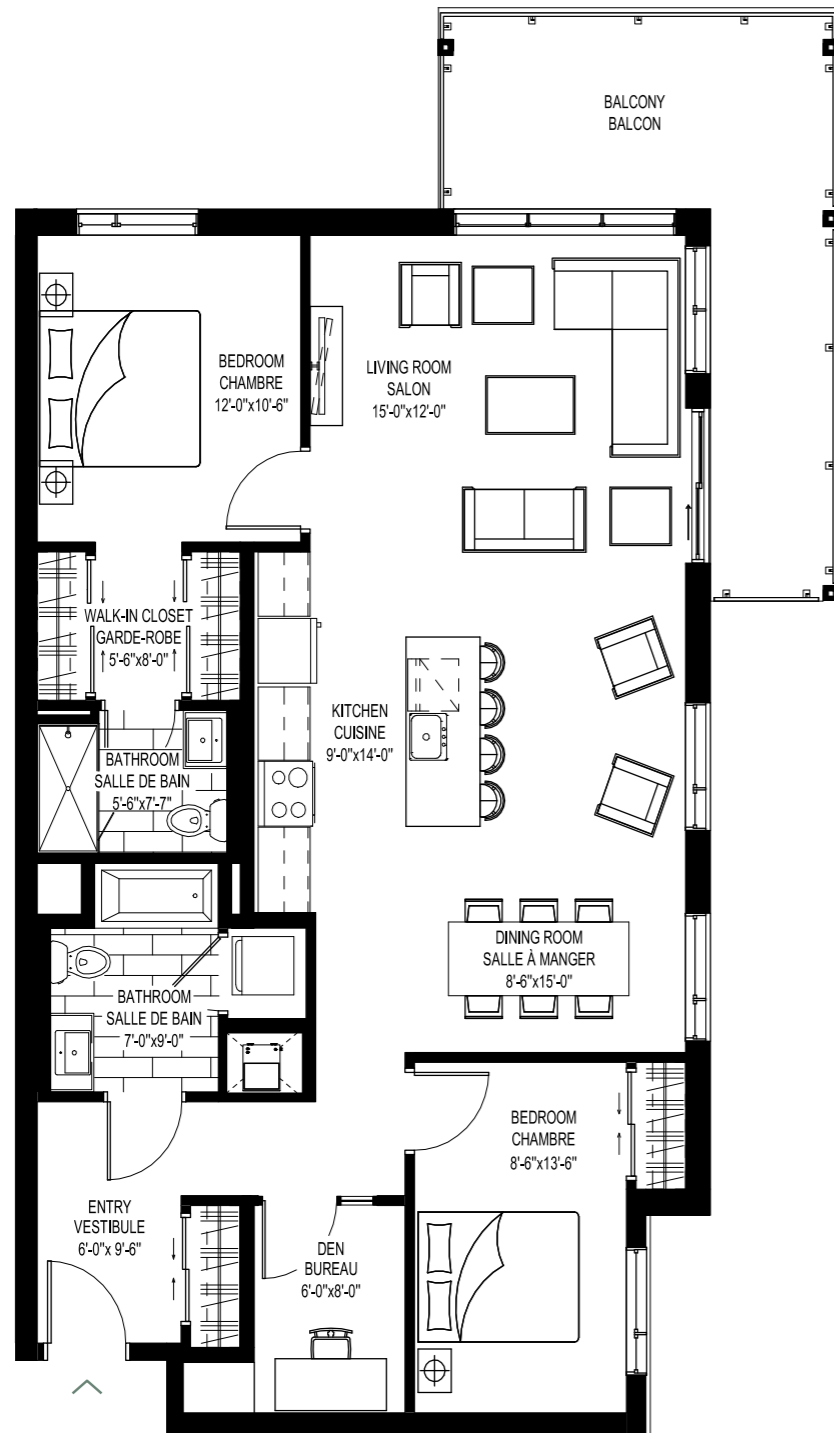 BALCONY
BALCON
BEDROOM
CHAMBRE
12'-0"x10'-6"
LIVING ROOM
SALON
15'-0"x12'-0"
WALK-IN CLOSET
GARDE-ROBE
5'-6"x8'-0"
KITCHEN
CUISINE
9'-0"x14'-0"
BATHROOM
SALLE DE BAIN
5'-6"x7'-7"
DINING ROOM
SALLE À MANGER
8'-6"x15'-0"
BATHROOM
SALLE DE BAIN
7'-0"x9'-0"
BEDROOM
CHAMBRE
8'-6"x13'-6"
ENTRY
VESTIBULE
6'-0"x 9'-6"
DEN
BUREAU
6'-0"x8'-0"